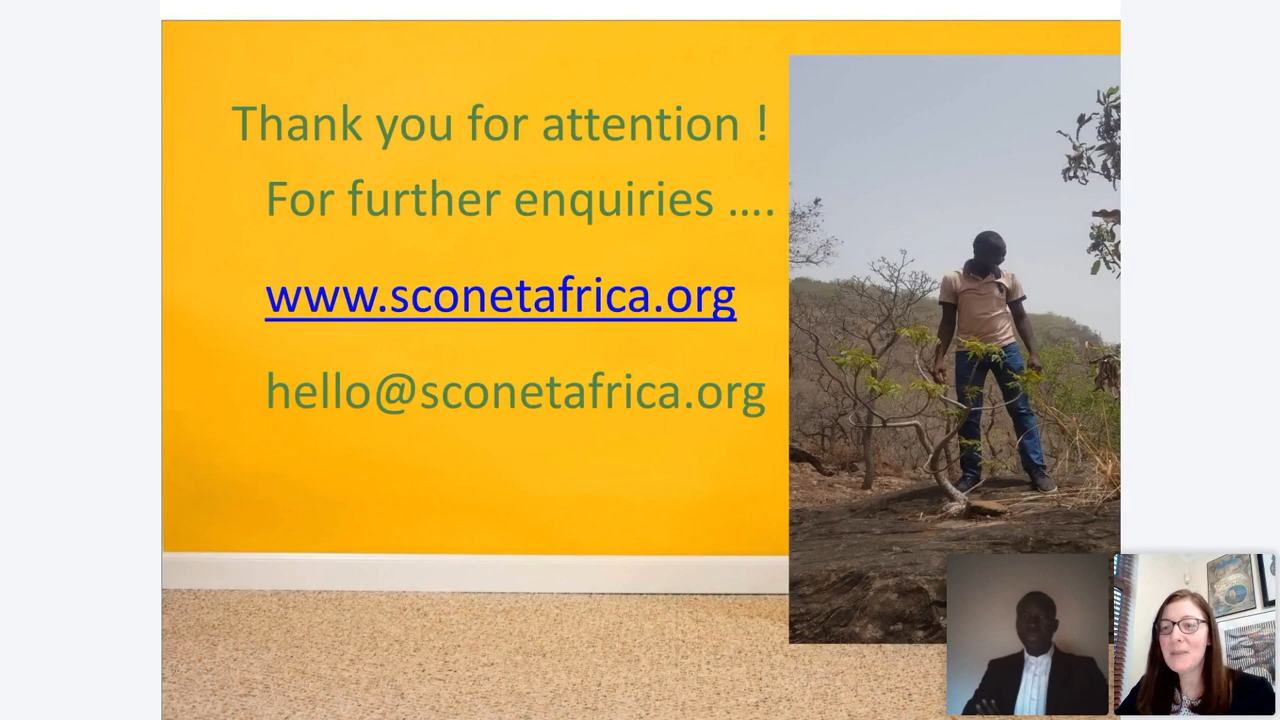 Thank you for attention !
For further enquiries ....
www.sconetafrica.org
hello@sconetafrica.org